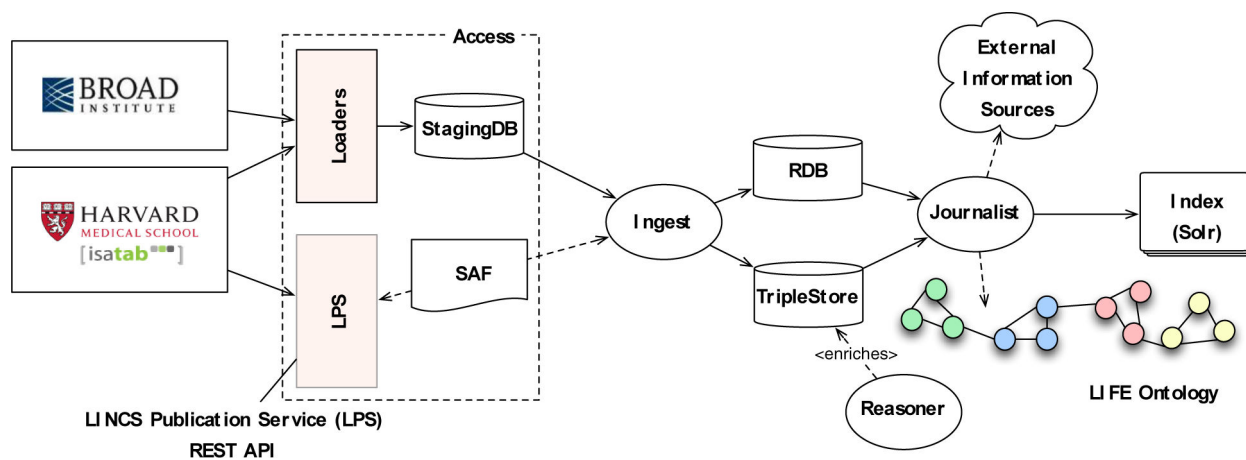 BROAD
INSTITUTE
HARVARD
MEDICAL SCHOOL
[isatab]
Access
Loaders
StagingDB
LPS
SAF
LINCS Publication Service (LPS)
REST API
Ingest
RDB
TripleStore
<enriches>
Reasoner
Journalist
External
Information
Sources
Index
(Solr)
LIFE Ontology